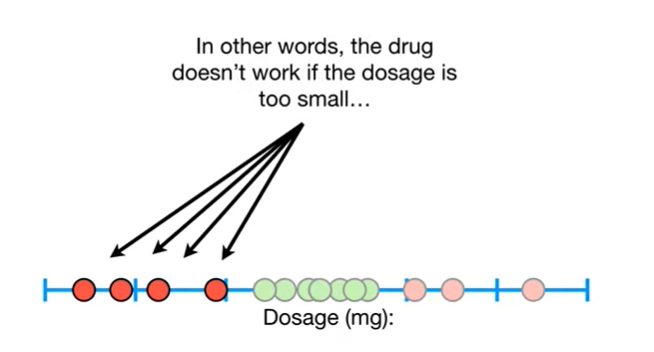 In other words, the drug
doesn’t work if the dosage is
too small…
Dosage (mg):